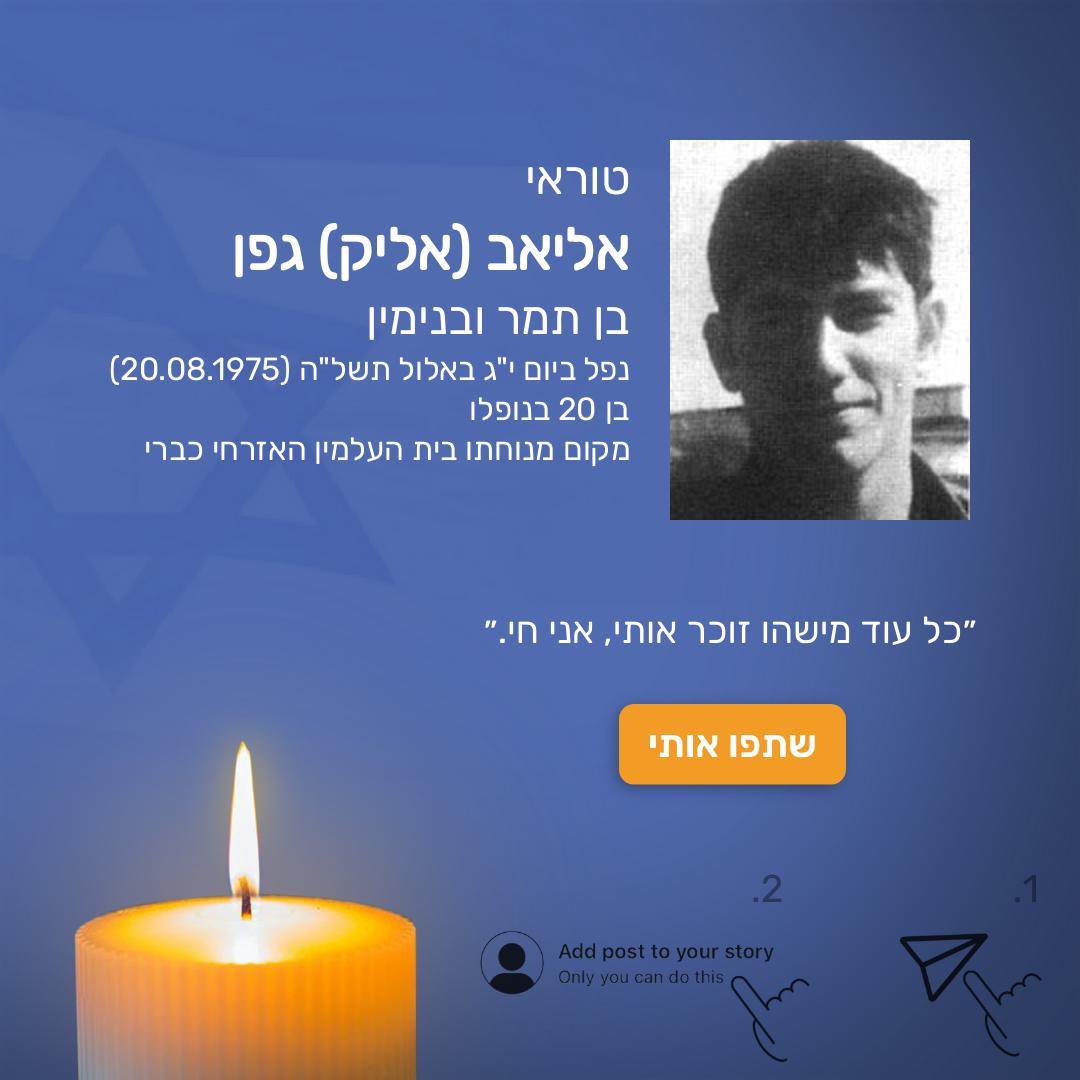 טוראי
אליאב (אליק) גפן
בן תמר ובנימין
נפל ביום י"ג באלול תשל"ה (20.08.1975)
בן 20 בנופלו
מקום מנוחתו בית העלמין האזרחי כברי
״כל עוד מישהו זוכר אותי, אני חי.״
שתפו אותי
.1
.2
Add post to your story
Only you can do this